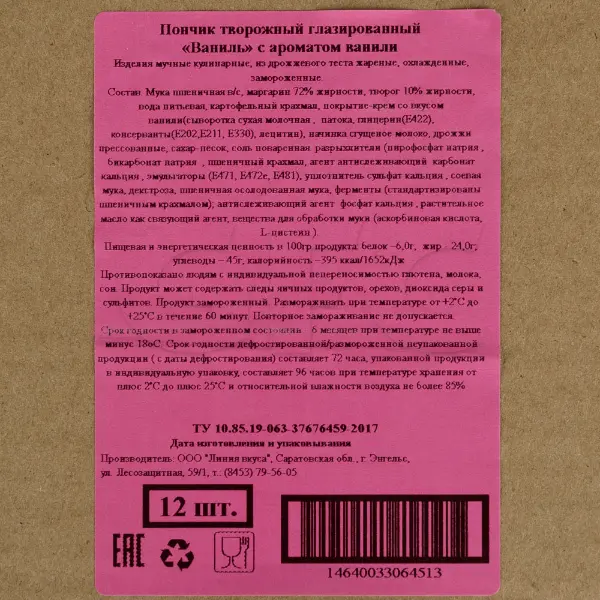 Пончик творожный глазированный
«Ваниль» с ароматом ванили
Изделия мучные кулинарные, из дрожжевого теста жареные, охлажденные,
замороженные.
Состав: Мука пшеничная в/с, маргарин 72% жирности, творог 10% жирности,
вода питьевая, картофельный крахмал, покрытие-крем со вкусом
ванили(сыворотка сухая молочная , патока, глицерин(Е422),
консерванты(Е202,Е211, Е330), лецитин), начинка сгущеное молоко, дрожжи
прессованные, сахар-песок, соль поваренная разрыхлители (пирофосфат натрия ,
бикарбонат натрия , пшеничный крахмал, агент антислеживающий карбонат
кальция , эмульгаторы (Е471, Е472е, Е481), уплотнитель сульфат кальция , соевая
мука, декстроза, пшеничная осоложованная мука, ферменты (стандартизированы
пшеничным крахмалом); антислеживающий агент фосфат кальция , растительное
масло как связующий агент, вещества для обработки муки (аскорбиновая кислота,
L-цистеин ).
Пищевая и энергетическая ценность в 100гр продукта: белок –6,0г, жир – 24,0г;
углеводы – 45г, калорийность –395 ккал/1652кДж
Противопоказано людям с индивидуальной непереносимостью глютена, молока,
сои. Продукт может содержать следы яичных продуктов, орехов, диоксида серы и
сульфитов. Продукт замороженный. Размораживать при температуре от +2°С до
+25°С в течение 60 минут. Повторное замораживание не допускается.
Срок годности в замороженном состоянии 6 месяцев при температуре не выше
минус 18оС. Срок годности дефростированной/размороженной неупакованной
продукции ( с даты дефростирования) составляет 72 часа, упакованной продукции
в индивидуальную упаковку, составляет 96 часов при температуре хранения от
плюс 2°С до плюс 25°С и относительной влажности воздуха не более 85%
ТУ 10.85.19-063-37676459-2017
Дата изготовления и упаковывания
Производитель: ООО "Линия вкуса", Саратовская обл., г. Энгельс,
ул. Лесозащитная, 59/1, т.: (8453) 79-56-05
12 шт.
ЕАС
14640033064513